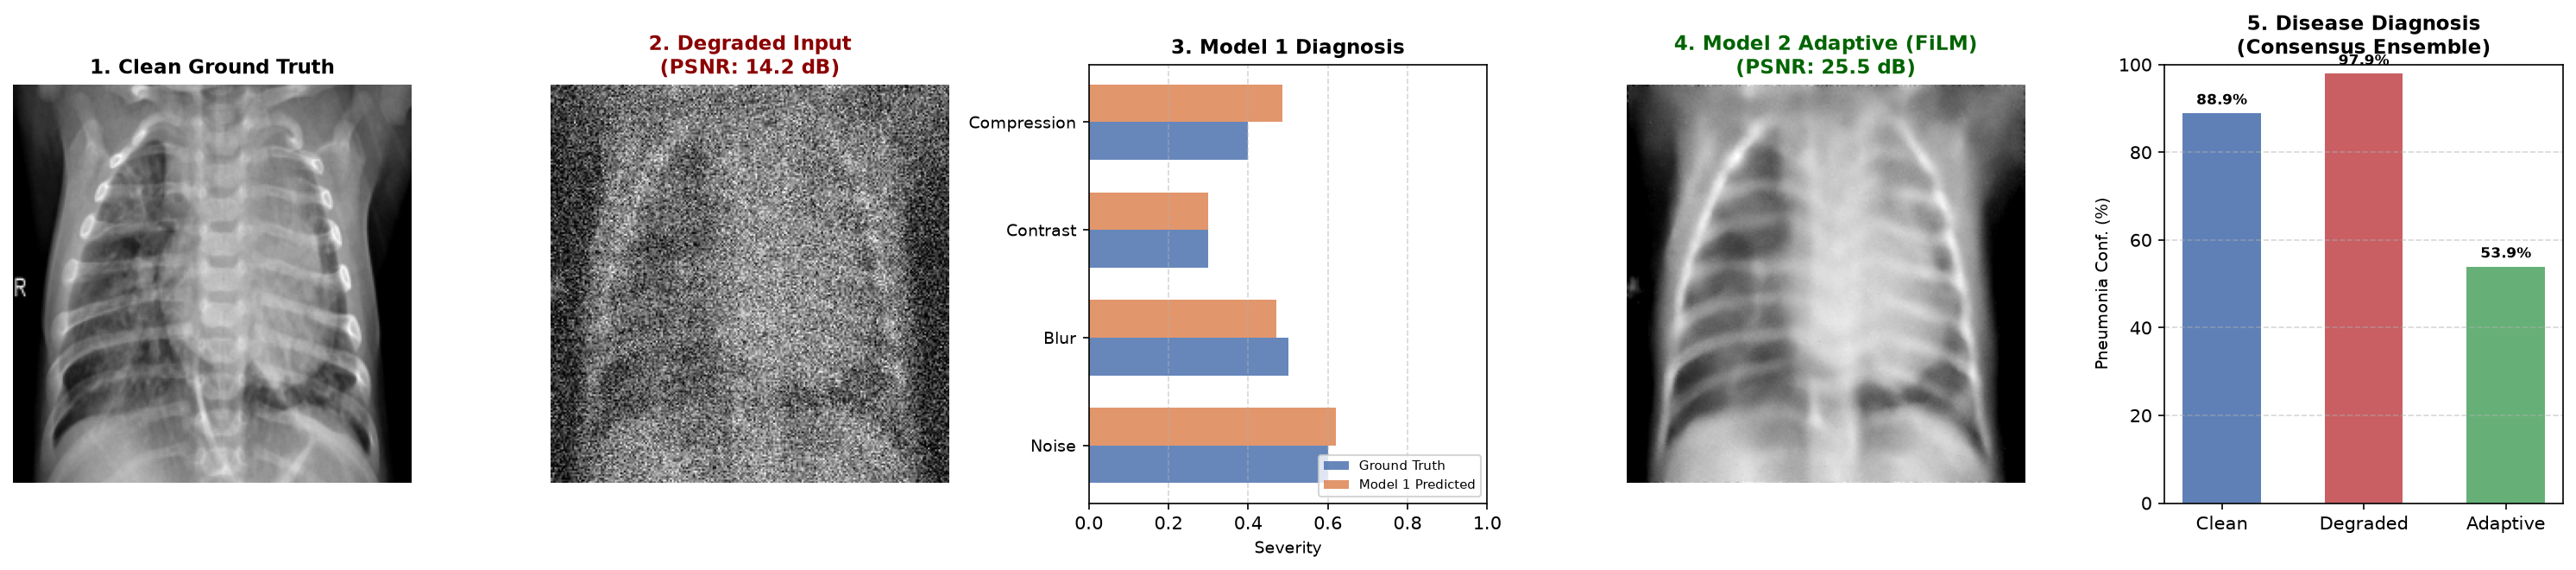 1. Clean Ground Truth
R
2. Degraded Input
(PSNR: 14.2 dB)
3. Model 1 Diagnosis
Compression
Contrast
Blur
Noise
Ground Truth
Model 1 Predicted
0.0 0.2 0.4 0.6 0.8 1.0
Severity
4. Model 2 Adaptive (FiLM)
(PSNR: 25.5 dB)
5. Disease Diagnosis
(Consensus Ensemble)
Pneumonia Conf. (%)
100
80
60
40
20
0
88.9%
97.9%
53.9%
Clean Degraded Adaptive